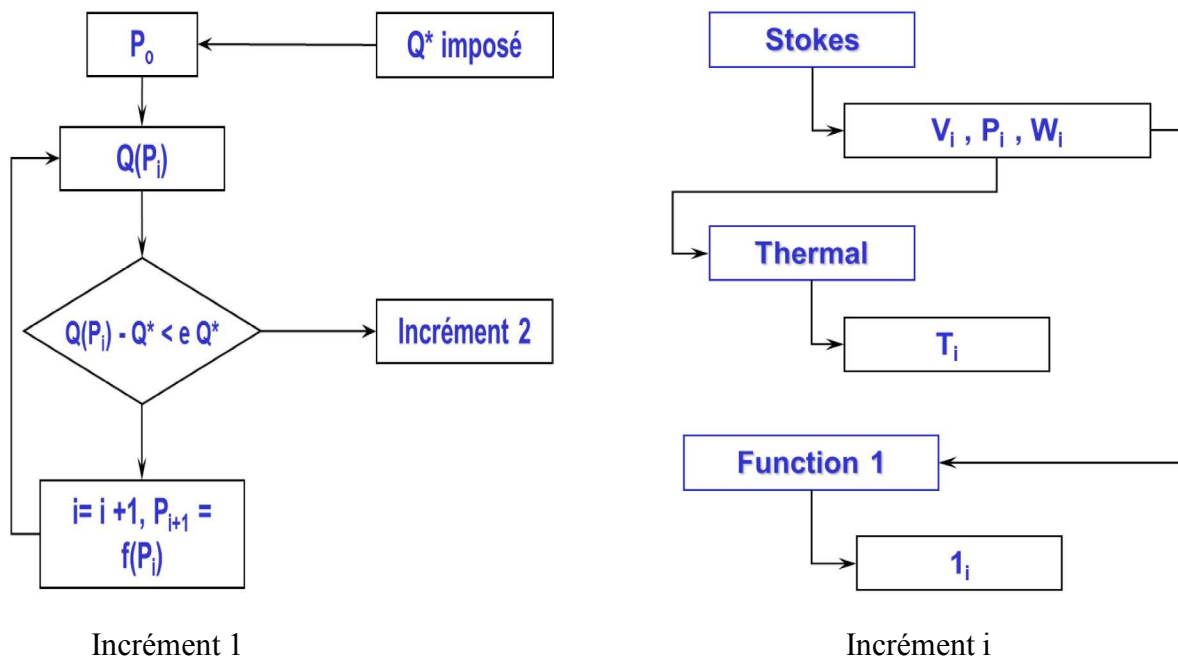 P₀
Q* imposé
Q(Pᵢ)
Q(Pᵢ) - Q* < e Q*
Incrément 2
i= i +1, Pᵢ₊₁ =
f(Pᵢ)
Incrément 1
Stokes
Vᵢ , Pᵢ , Wᵢ
Thermal
Tᵢ
Function 1
1ᵢ
Incrément i